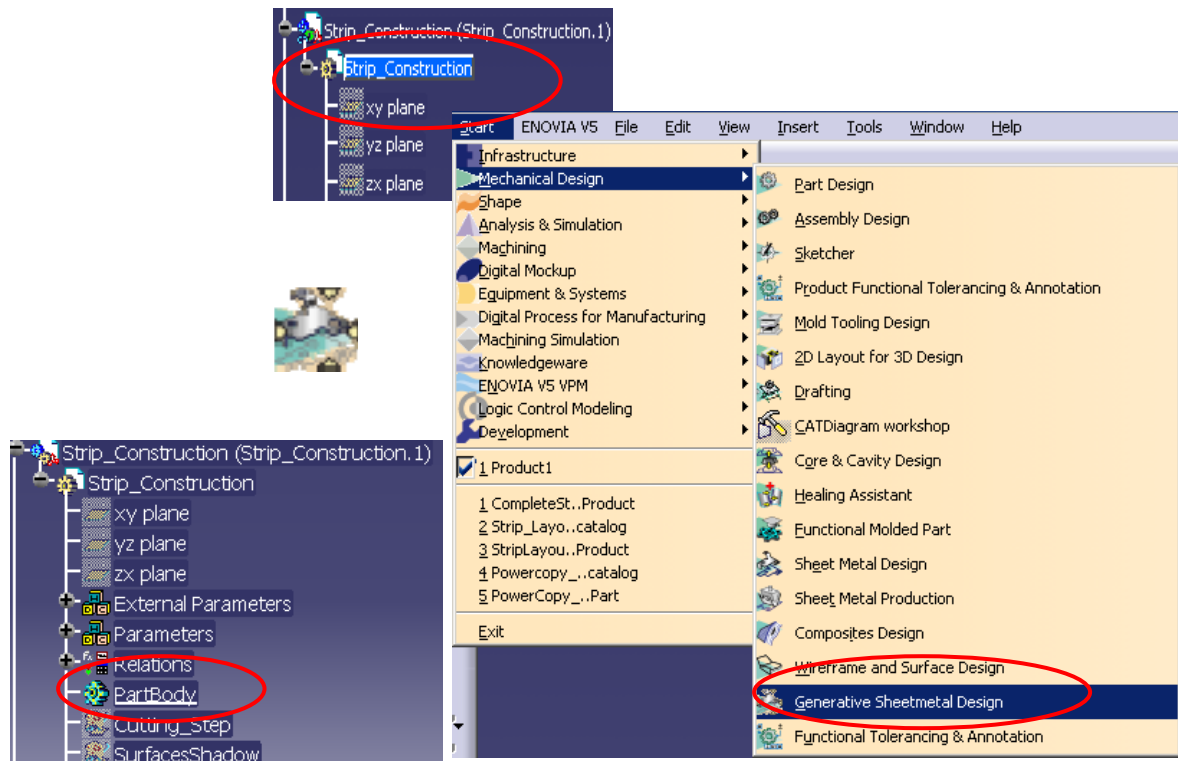 Strip_Construction (Strip_Construction.1)
Strip_Construction
xy plane
yz plane
zx plane
Start ENOVIA V5 File Edit View Insert Tools Window Help
Infrastructure
Mechanical Design
Shape
Analysis & Simulation
Machining
Digital Mockup
Equipment & Systems
Digital Process for Manufacturing
Machining Simulation
Knowledgeware
ENOVIA V5 VPM
Logic Control Modeling
Development
1 Product1
1 CompleteSt..Product
2 Strip_Layo..catalog
3 StripLayou..Product
4 Powercopy_..catalog
5 PowerCopy_..Part
Exit
Part Design
Assembly Design
Sketcher
Product Functional Tolerancing & Annotation
Mold Tooling Design
2D Layout for 3D Design
Drafting
CATDiagram workshop
Core & Cavity Design
Healing Assistant
Functional Molded Part
Sheet Metal Design
Sheet Metal Production
Composites Design
Wireframe and Surface Design
Generative Sheetmetal Design
Functional Tolerancing & Annotation
Strip_Construction (Strip_Construction.1)
Strip_Construction
xy plane
yz plane
zx plane
External Parameters
Parameters
Relations
PartBody
Cutting_Step
SurfacesShadow